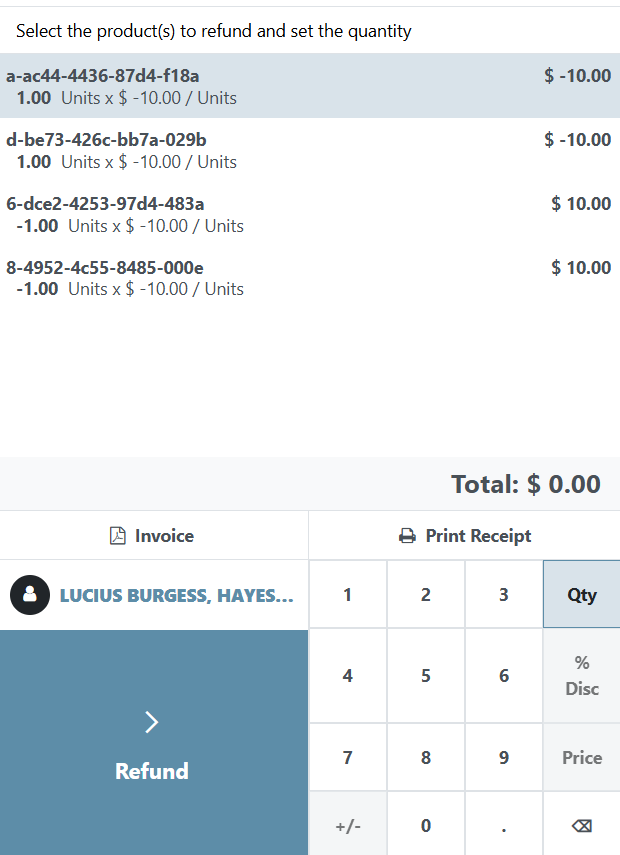 Select the product(s) to refund and set the quantity
a-ac44-4436-87d4-f18a $ -10.00
1.00 Units x $ -10.00 / Units
d-be73-426c-bb7a-029b $ -10.00
1.00 Units x $ -10.00 / Units
6-dce2-4253-97d4-483a $ 10.00
-1.00 Units x $ -10.00 / Units
8-4952-4c55-8485-000e $ 10.00
-1.00 Units x $ -10.00 / Units
Total: $ 0.00
Invoice Print Receipt
LUCIUS BURGESS, HAYES... 1 2 3 Qty
4 5 6 % Disc
Refund 7 8 9 Price
+/- 0 .